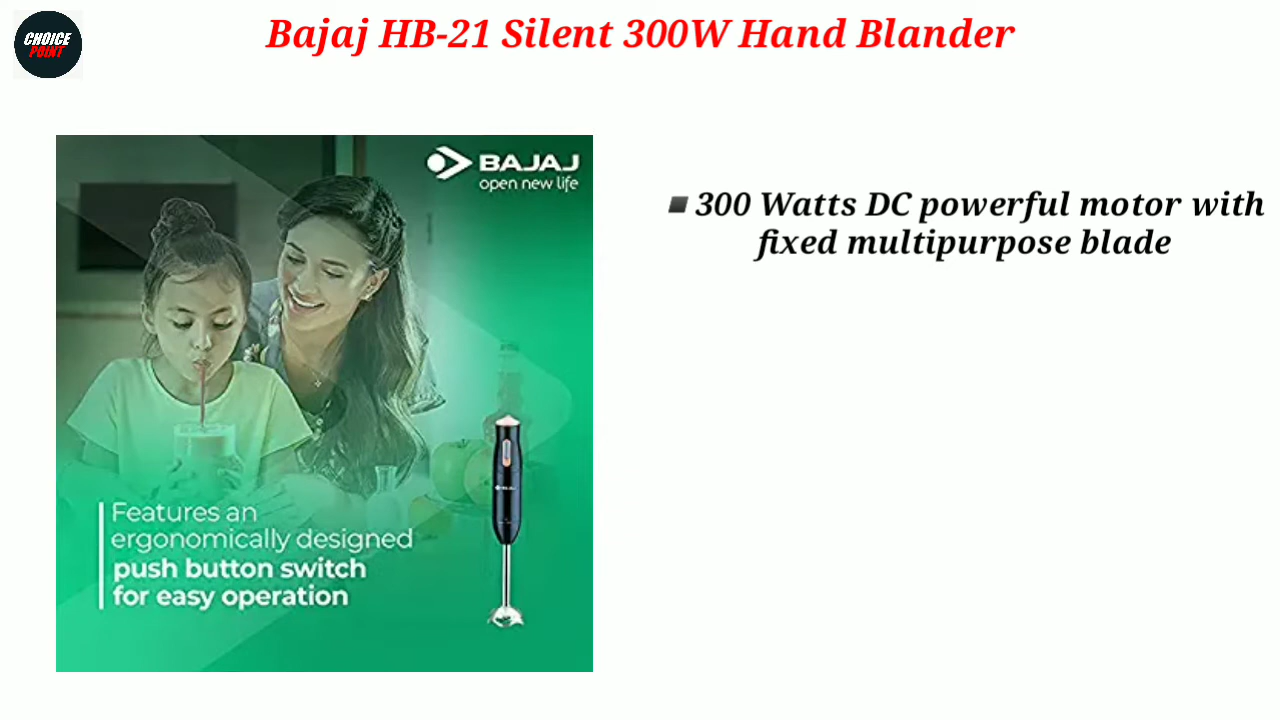 CHOICE
POINT
Bajaj HB-21 Silent 300W Hand Blander
BAJAJ
open new life
300 Watts DC powerful motor with
fixed multipurpose blade
BAJAJ
Features an
ergonomically designed
push button switch
for easy operation